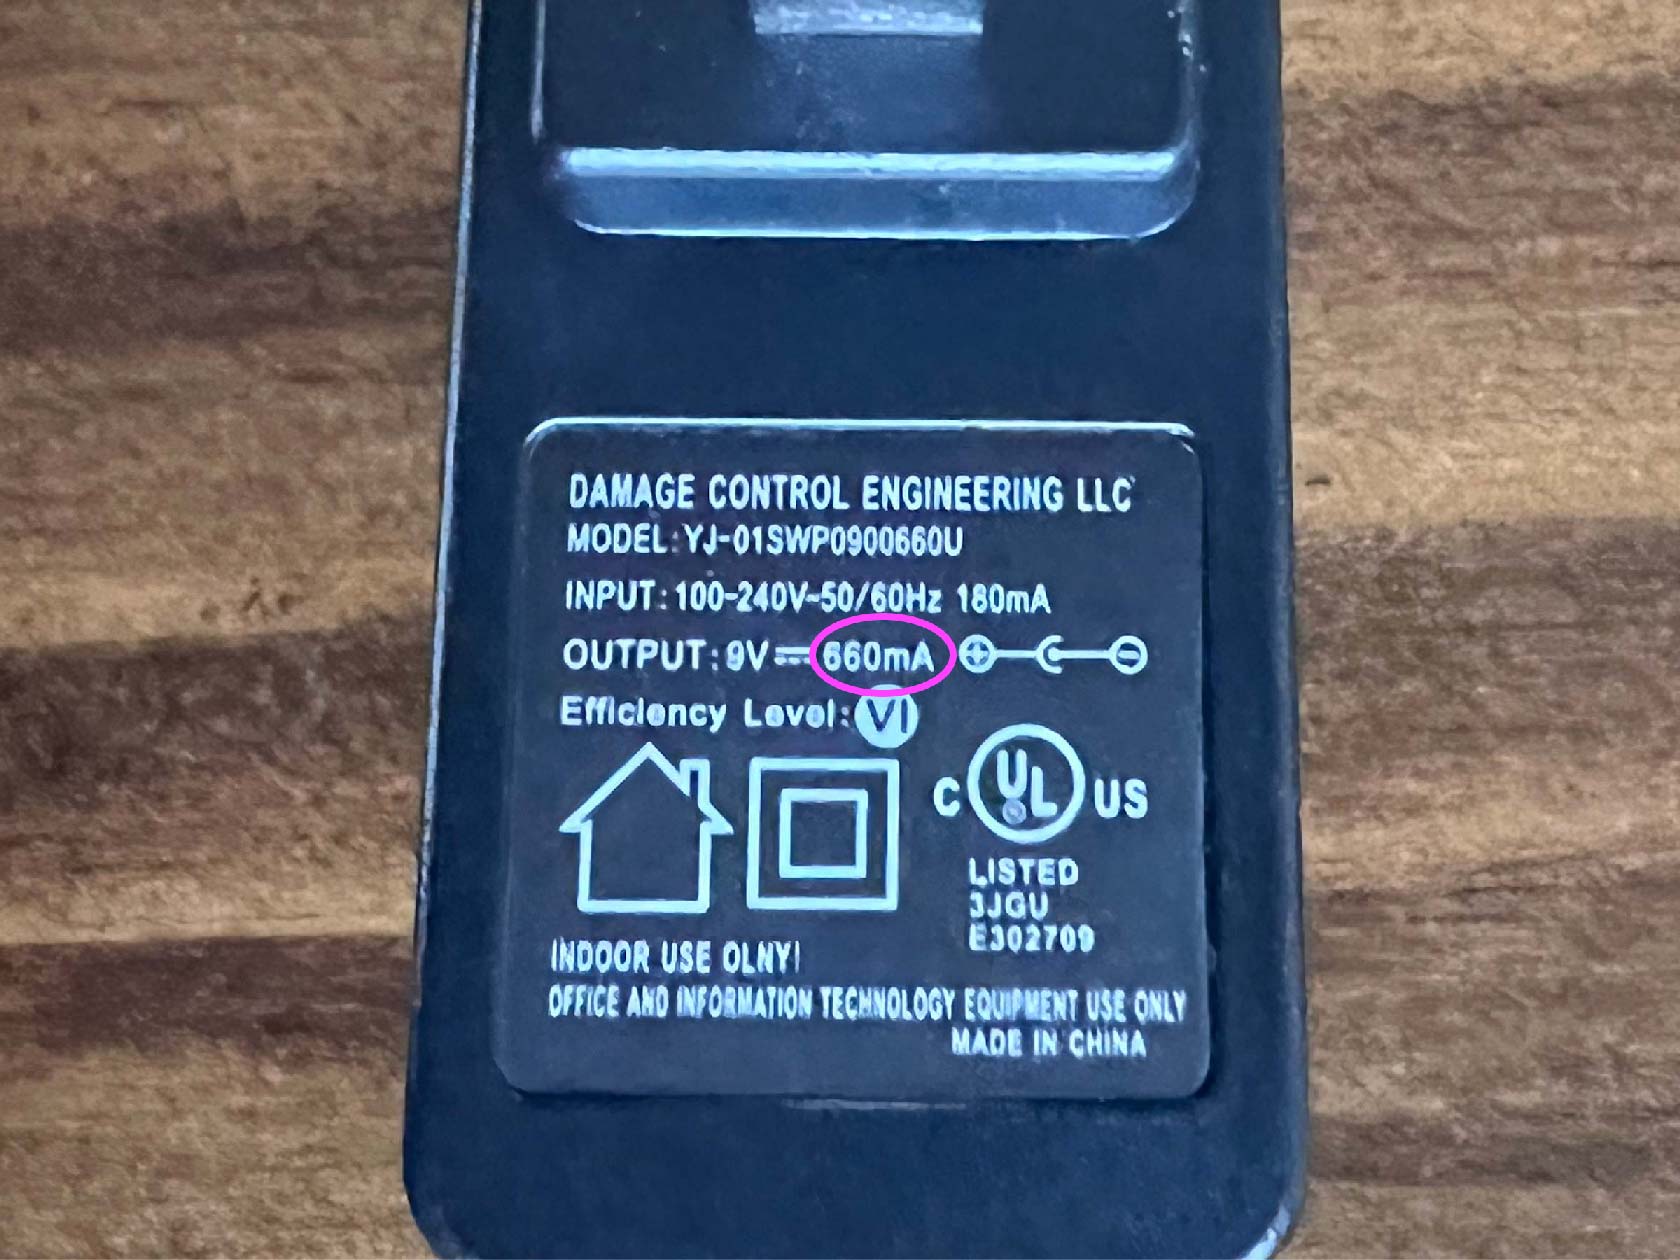 DAMAGE CONTROL ENGINEERING LLC
MODEL: YJ-01SWP0900660U
INPUT: 100-240V~50/60Hz 180mA
OUTPUT: 9V⎓660mA
Efficiency Level: VI
C UL US
LISTED
3JGU
E302709
INDOOR USE OLNY!
OFFICE AND INFORMATION TECHNOLOGY EQUIPMENT USE ONLY
MADE IN CHINA